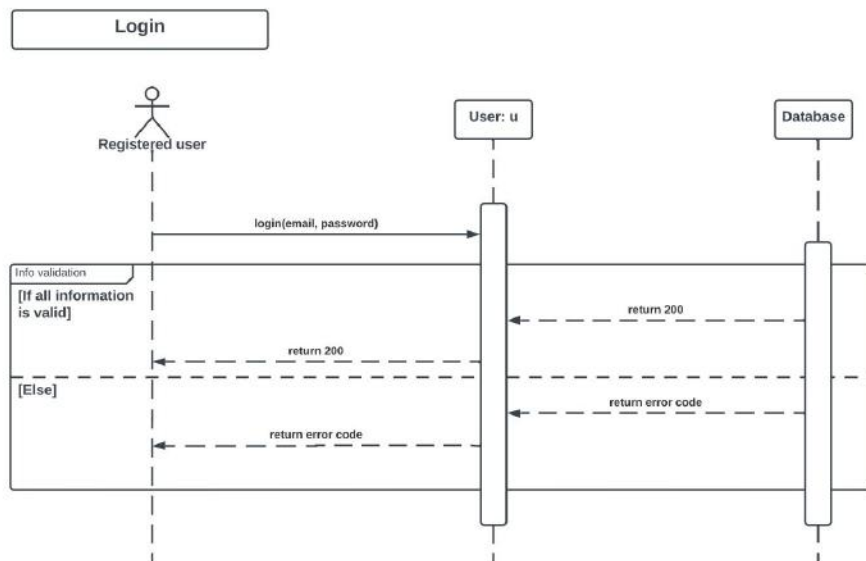 Login
Registered user
User: u
Database
login(email, password)
Info validation
[If all information
is valid]
return 200
return 200
[Else]
return error code
return error code